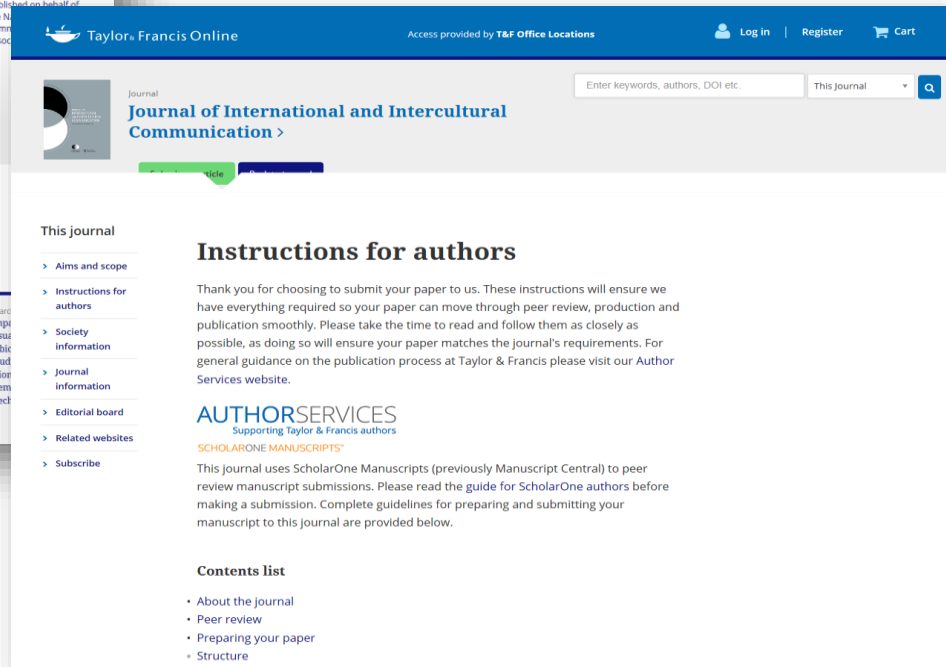 Taylor & Francis Online
Access provided by T&F Office Locations
Log in | Register Cart
Journal
Journal of International and Intercultural
Communication >
Enter keywords, authors, DOI etc.
This Journal
This journal
Aims and scope
Instructions for
authors
Society
information
Journal
information
Editorial board
Related websites
Subscribe
Instructions for authors
Thank you for choosing to submit your paper to us. These instructions will ensure we
have everything required so your paper can move through peer review, production and
publication smoothly. Please take the time to read and follow them as closely as
possible, as doing so will ensure your paper matches the journal's requirements. For
general guidance on the publication process at Taylor & Francis please visit our Author
Services website.
AUTHORSERVICES
Supporting Taylor & Francis authors
SCHOLARONE MANUSCRIPTS™
This journal uses ScholarOne Manuscripts (previously Manuscript Central) to peer
review manuscript submissions. Please read the guide for ScholarOne authors before
making a submission. Complete guidelines for preparing and submitting your
manuscript to this journal are provided below.
Contents list
• About the journal
• Peer review
• Preparing your paper
• Structure